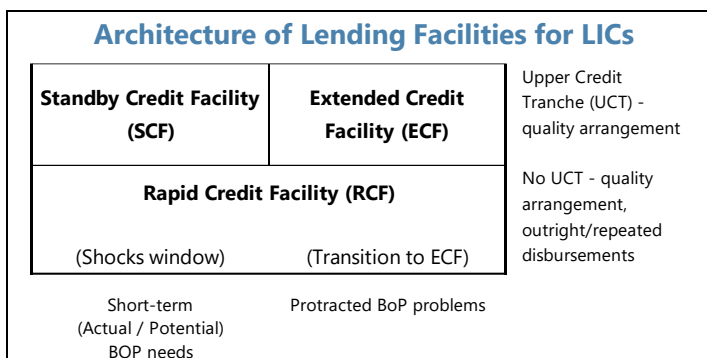 Architecture of Lending Facilities for LICs
Standby Credit Facility
(SCF)
Extended Credit
Facility (ECF)
Upper Credit
Tranche (UCT) -
quality arrangement
Rapid Credit Facility (RCF)
(Shocks window)
(Transition to ECF)
No UCT - quality
arrangement,
outright/repeated
disbursements
Short-term
(Actual / Potential)
BOP needs
Protracted BoP problems